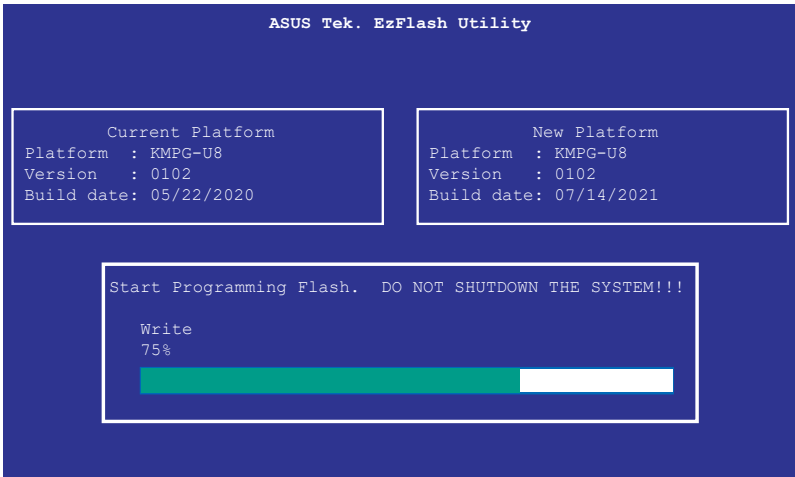 ASUS Tek. EzFlash Utility
Current Platform
Platform : KMPG-U8
Version : 0102
Build date: 05/22/2020
New Platform
Platform : KMPG-U8
Version : 0102
Build date: 07/14/2021
Start Programming Flash. DO NOT SHUTDOWN THE SYSTEM!!!
Write
75%